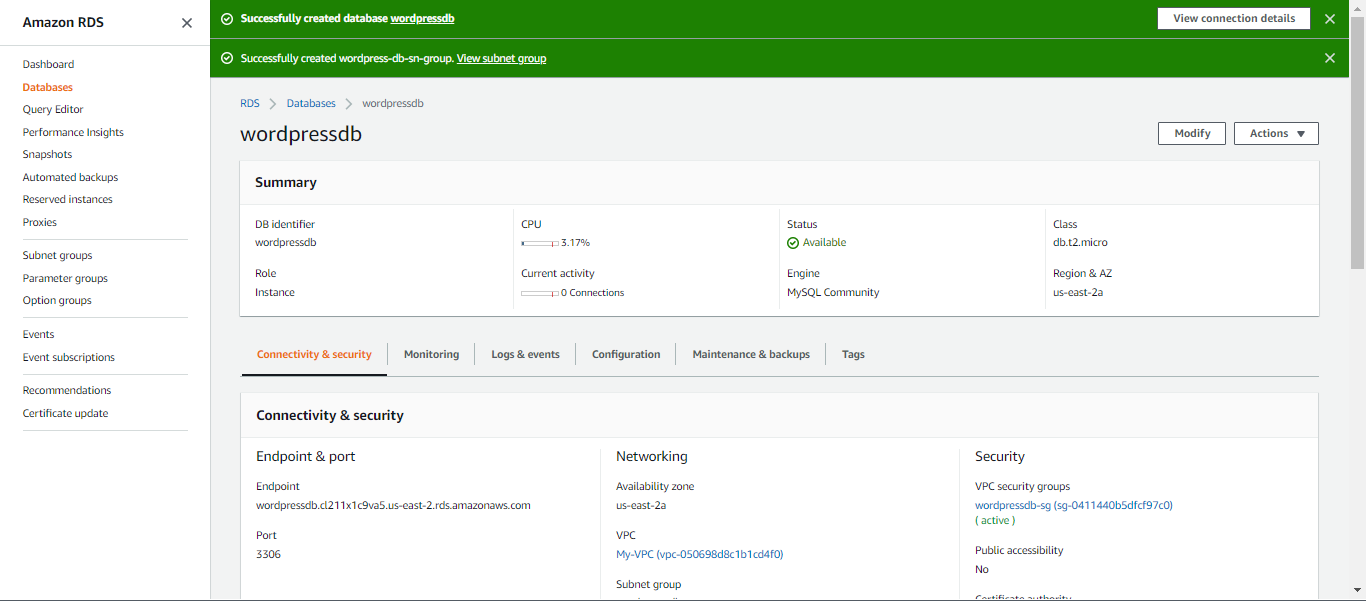 Amazon RDS
Dashboard
Databases
Query Editor
Performance Insights
Snapshots
Automated backups
Reserved instances
Proxies
Subnet groups
Parameter groups
Option groups
Events
Event subscriptions
Recommendations
Certificate update
Successfully created database wordpressdb
View connection details
Successfully created wordpress-db-sn-group. View subnet group
RDS Databases wordpressdb
wordpressdb
Modify
Actions
Summary
DB identifier
wordpressdb
Role
Instance
CPU
3.17%
Current activity
0 Connections
Status
Available
Engine
MySQL Community
Class
db.t2.micro
Region & AZ
us-east-2a
Connectivity & security
Monitoring
Logs & events
Configuration
Maintenance & backups
Tags
Connectivity & security
Endpoint & port
Endpoint
wordpressdb.cl211x1c9va5.us-east-2.rds.amazonaws.com
Port
3306
Networking
Availability zone
us-east-2a
VPC
My-VPC (vpc-050698d8c1b1cd4f0)
Subnet group
Security
VPC security groups
wordpressdb-sg (sg-0411440b5dfcf97c0)
( active )
Public accessibility
No
Certificate authority